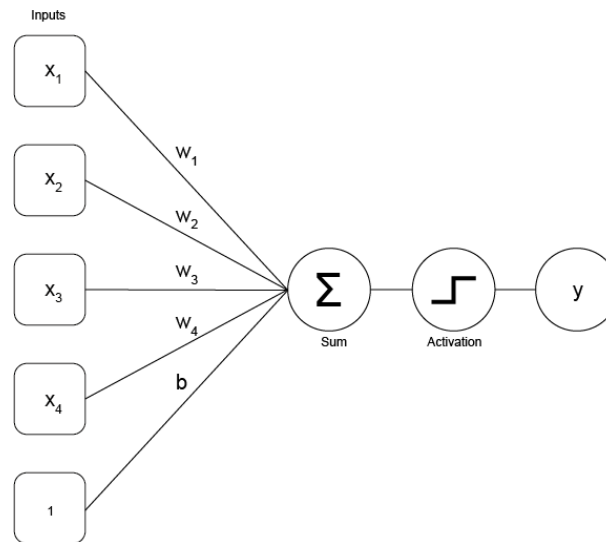 Inputs
X₁
W₁
X₂
W₂
X₃
W₃
Σ
y
Sum
Activation
W₄
X₄
b
1